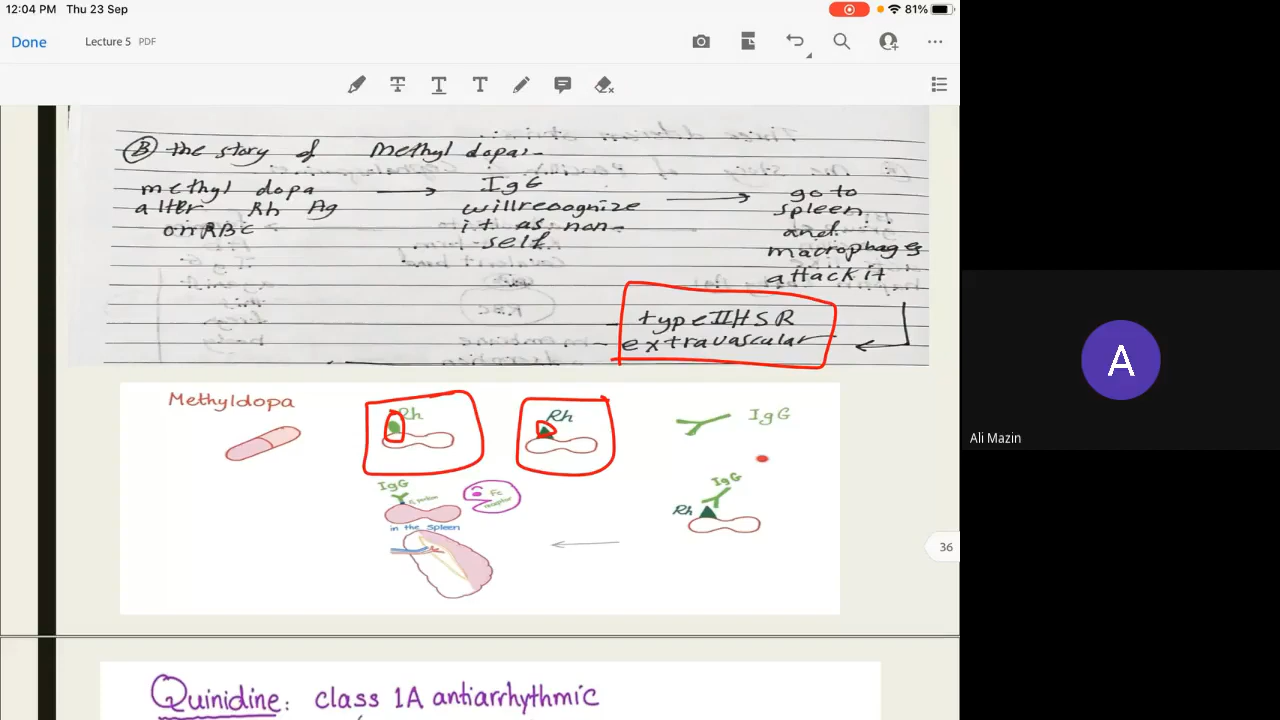 12:04 PM Thu 23 Sep
81%
Done
Lecture 5 PDF
B the story of Methyl dopa:-
methyl dopa
alter Rh Ag
on RBC
IgG
will recognize
it as non-
self.
go to
spleen
and
macrophages
attack it
type II HSR
extravascular
Methyldopa
Rh
Rh
IgG
IgG
Fc
receptor
IgG
Rh
in the Spleen
36
Quinidine: class 1A antiarrhythmic
A
Ali Mazin